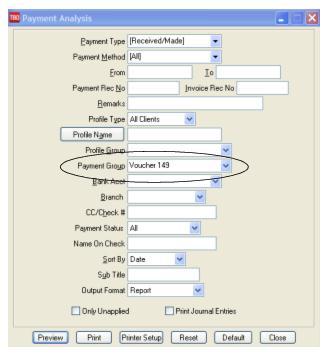 TBO Payment Analysis
Payment Type [Received/Made]
Payment Method [All]
From To
Payment Rec No Invoice Rec No
Remarks
Profile Type All Clients
Profile Name
Profile Group
Payment Group Voucher 149
Bank Acct
Branch
CC/Check #
Payment Status All
Name On Check
Sort By Date
Sub Title
Output Format Report
Only Unapplied Print Journal Entries
Preview Print Printer Setup Reset Default Close